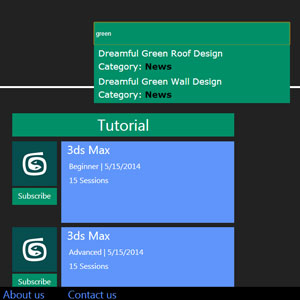 green
Dreamful Green Roof Design
Category: News
Dreamful Green Wall Design
Category: News
Tutorial
3ds Max
Beginner | 5/15/2014
15 Sessions
Subscribe
3ds Max
Advanced | 5/15/2014
15 Sessions
Subscribe
About us
Contact us